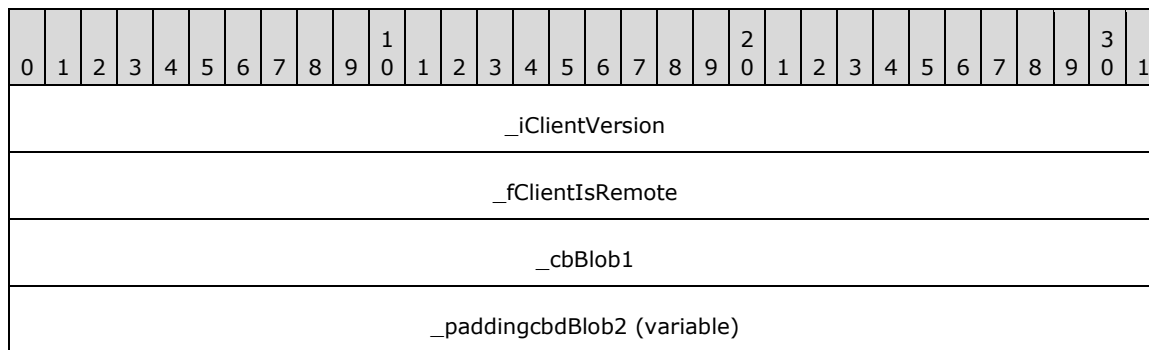 1 2 3
0 1 2 3 4 5 6 7 8 9 0 1 2 3 4 5 6 7 8 9 0 1 2 3 4 5 6 7 8 9 0 1
_iClientVersion
_fClientIsRemote
_cbBlob1
_paddingcbdBlob2 (variable)